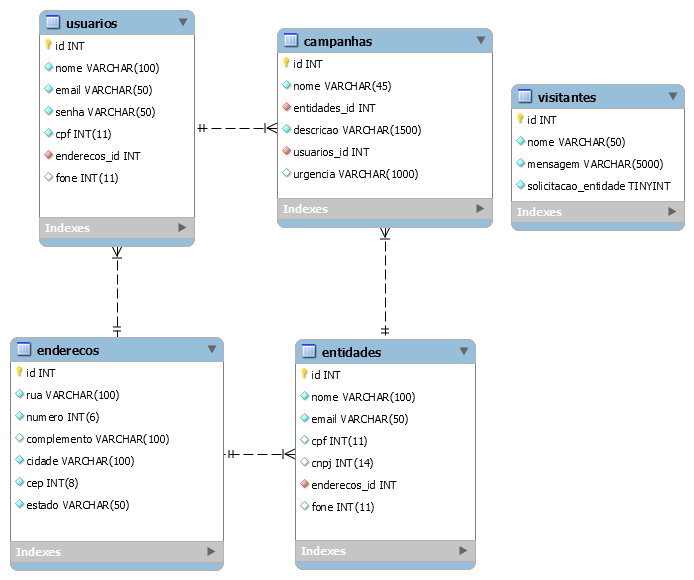 usuarios
id INT
nome VARCHAR(100)
email VARCHAR(50)
senha VARCHAR(50)
cpf INT(11)
enderecos_id INT
fone INT(11)
Indexes
campanhas
id INT
nome VARCHAR(45)
entidades_id INT
descricao VARCHAR(1500)
usuarios_id INT
urgencia VARCHAR(1000)
Indexes
visitantes
id INT
nome VARCHAR(50)
mensagem VARCHAR(5000)
solicitacao_entidade TINYINT
Indexes
enderecos
id INT
rua VARCHAR(100)
numero INT(6)
complemento VARCHAR(100)
cidade VARCHAR(100)
cep INT(8)
estado VARCHAR(50)
Indexes
entidades
id INT
nome VARCHAR(100)
email VARCHAR(50)
cpf INT(11)
cnpj INT(14)
enderecos_id INT
fone INT(11)
Indexes